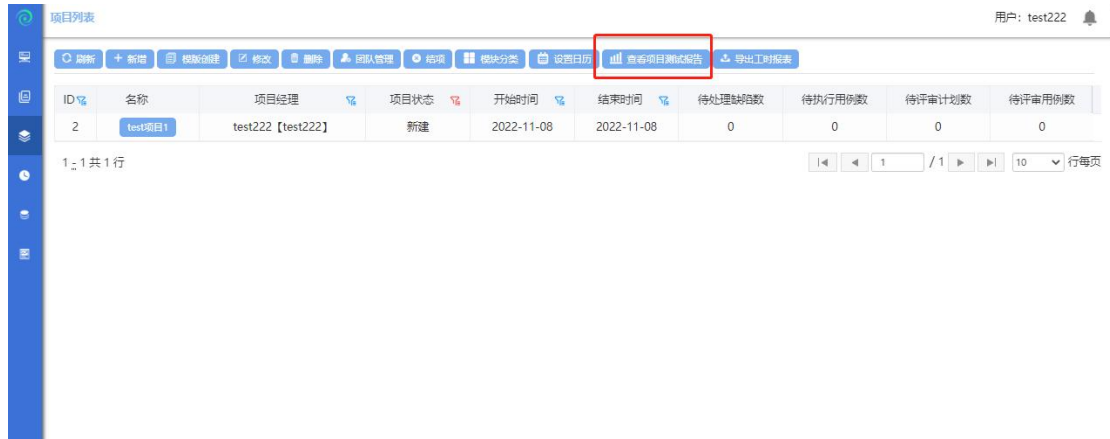 项目列表 用户：test222
刷新 新增 模版创建 修改 删除 团队管理 结项 模块分类 设置日历 查看项目测试报告 导出工时报表
ID 名称 项目经理 项目状态 开始时间 结束时间 待处理缺陷数 待执行用例数 待评审计划数 待评审用例数
2 test项目1 test222【test222】 新建 2022-11-08 2022-11-08 0 0 0 0
1 - 1 共 1 行 1 / 1 10 行每页